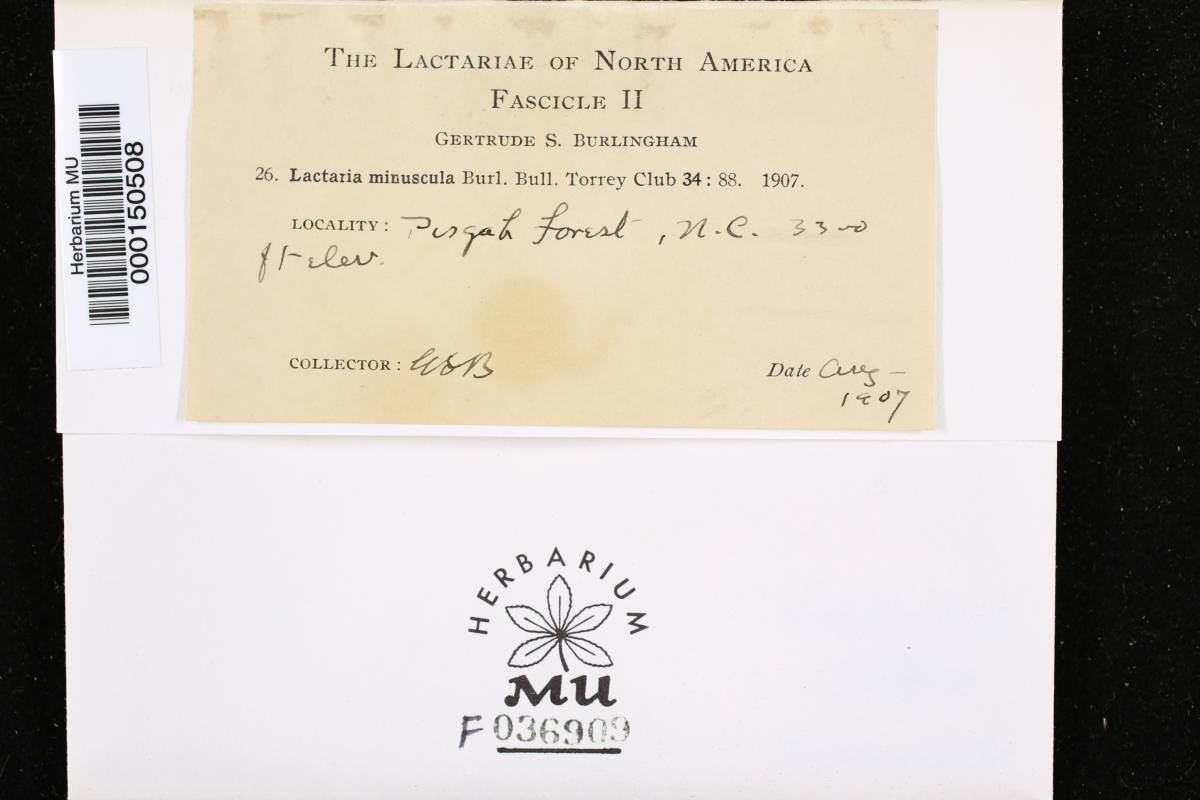 The Lactariae of North America
Fascicle II
Gertrude S. Burlingham
26. Lactaria minuscula Burl. Bull. Torrey Club 34: 88. 1907.
Locality: Pisgah Forest, N.C. 3300
ft elev.
Collector: GSB
Date Aug-
1907
Herbarium MU
000150508
HERBARIUM
MU
F 036909